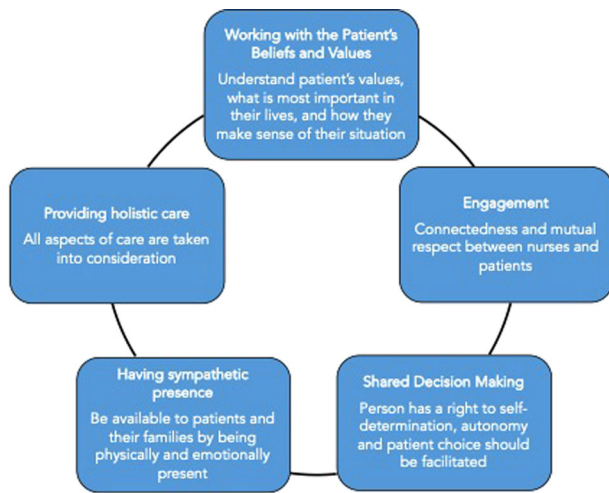 Working with the Patient's
Beliefs and Values
Understand patient's values,
what is most important in
their lives, and how they
make sense of their situation
Engagement
Connectedness and mutual
respect between nurses and
patients
Shared Decision Making
Person has a right to self-
determination, autonomy
and patient choice should
be facilitated
Having sympathetic
presence
Be available to patients and
their families by being
physically and emotionally
present
Providing holistic care
All aspects of care are taken
into consideration